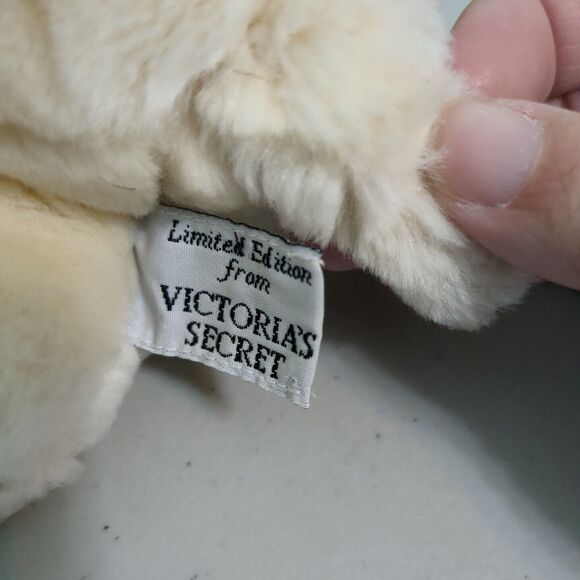 Limited Edition
from
VICTORIA'S
SECRET